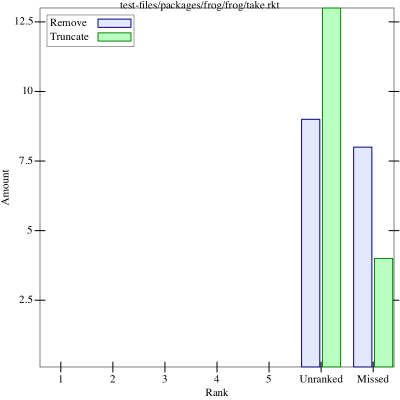 test-files/packages/frog/frog/take.rkt
Remove
Truncate
12.5
10
7.5
5
2.5
Amount
1 2 3 4 5 Unranked Missed
Rank